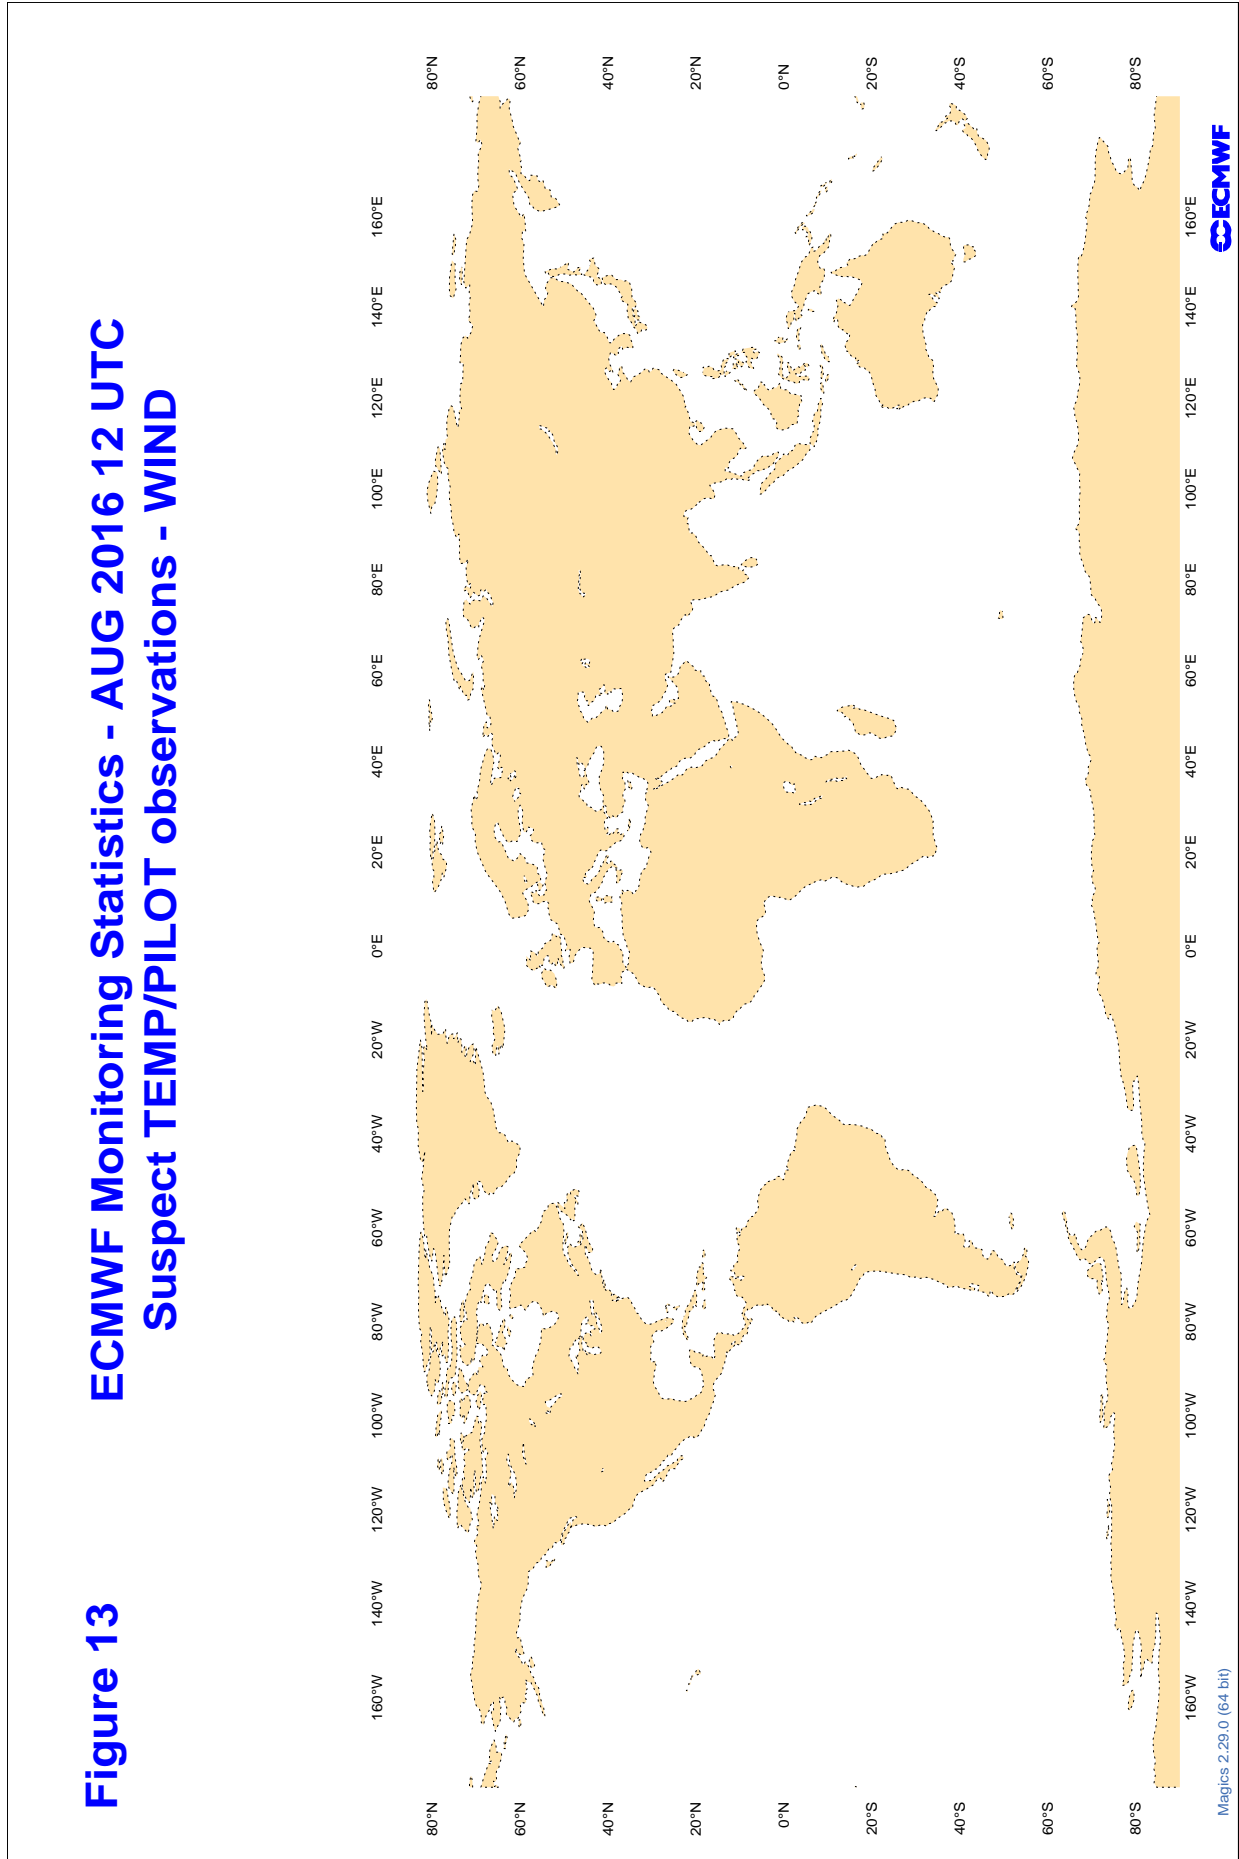 Figure 13
ECMWF Monitoring Statistics - AUG 2016 12 UTC
Suspect TEMP/PILOT observations - WIND
160°W 140°W 120°W 100°W 80°W 60°W 40°W 20°W 0°E 20°E 40°E 60°E 80°E 100°E 120°E 140°E 160°E
80°N 80°N
60°N 60°N
40°N 40°N
20°N 20°N
0°N 0°N
20°S 20°S
40°S 40°S
60°S 60°S
80°S 80°S
160°W 140°W 120°W 100°W 80°W 60°W 40°W 20°W 0°E 20°E 40°E 60°E 80°E 100°E 120°E 140°E 160°E
Magics 2.29.0 (64 bit)
ECMWF